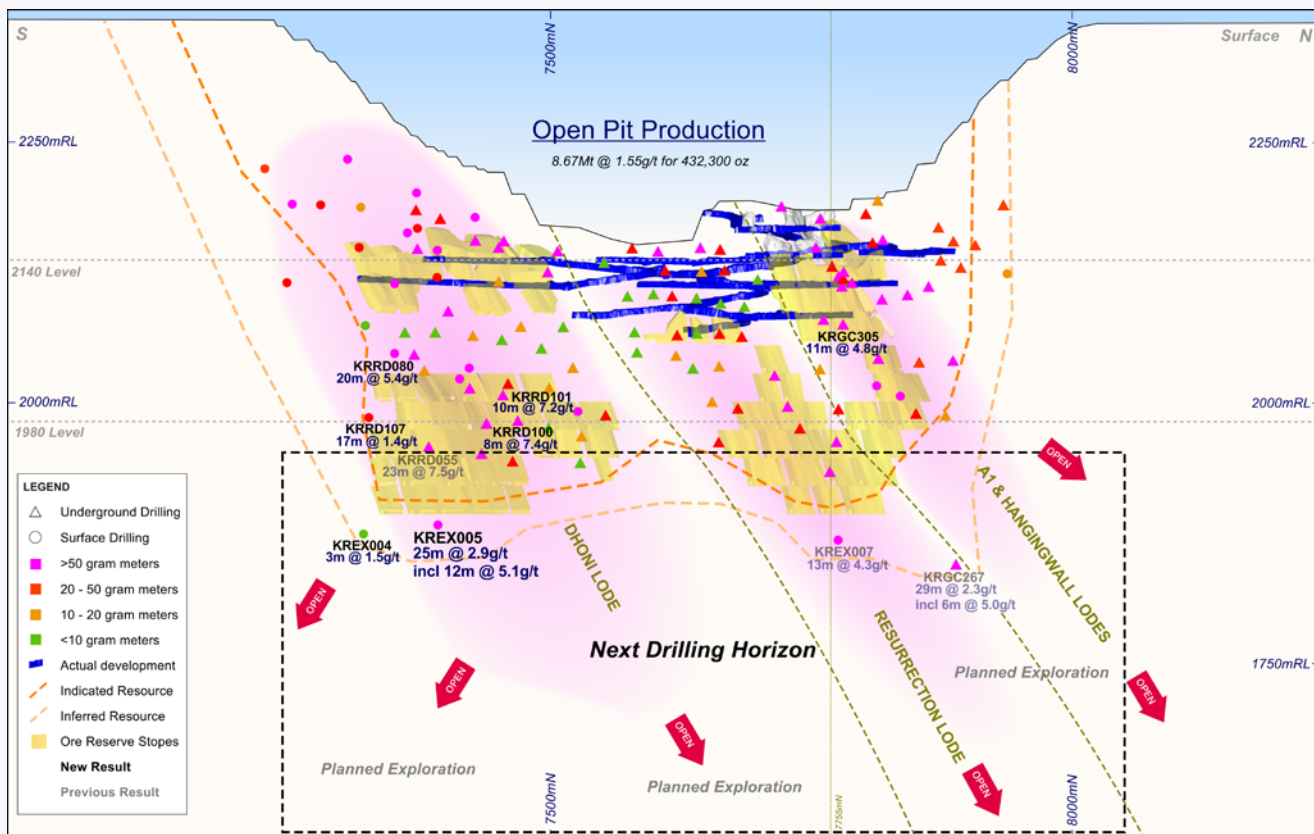 S
7500mN
8000mN
Surface N
2250mRL
2250mRL
Open Pit Production
8.67Mt @ 1.55g/t for 432,300 oz
2140 Level
KRGC305
11m @ 4.8g/t
KRRD080
20m @ 5.4g/t
KRRD101
10m @ 7.2g/t
2000mRL
2000mRL
KRRD107
17m @ 1.4g/t
KRRD100
8m @ 7.4g/t
1980 Level
KRRD055
23m @ 7.5g/t
OPEN
A1 & HANGINGWALL LODES
LEGEND
Underground Drilling
Surface Drilling
>50 gram meters
20 - 50 gram meters
10 - 20 gram meters
<10 gram meters
Actual development
Indicated Resource
Inferred Resource
Ore Reserve Stopes
New Result
Previous Result
KREX004
3m @ 1.5g/t
KREX005
25m @ 2.9g/t
incl 12m @ 5.1g/t
DHONI LODE
KREX007
13m @ 4.3g/t
KRGC267
29m @ 2.3g/t
incl 6m @ 5.0g/t
OPEN
RESURRECTION LODE
Next Drilling Horizon
1750mRL
Planned Exploration
OPEN
OPEN
OPEN
Planned Exploration
Planned Exploration
OPEN
7500mN
7755mN
8000mN